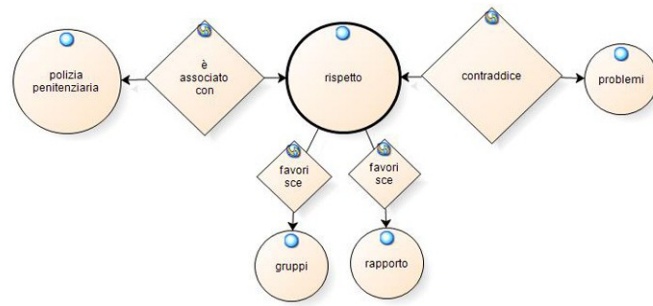 polizia
penitenziaria
è
associato
con
rispetto
contraddice
problemi
favori
sce
favori
sce
gruppi
rapporto